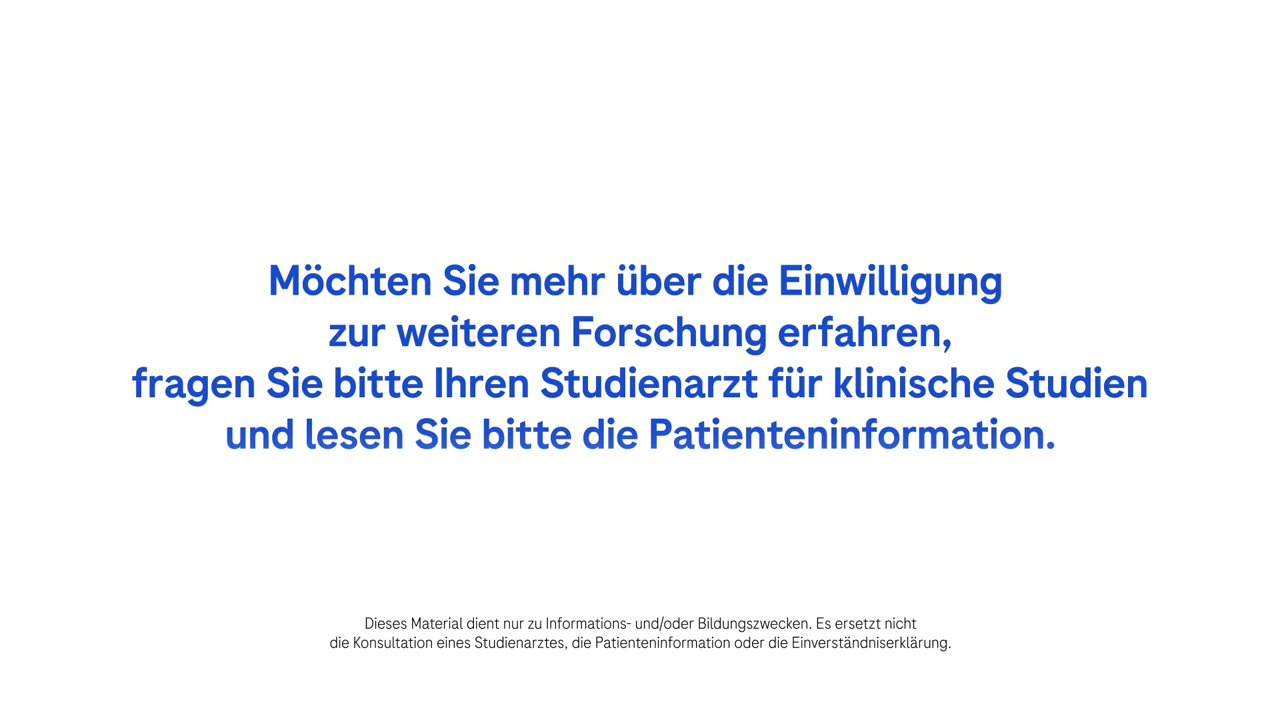 Möchten Sie mehr über die Einwilligung
zur weiteren Forschung erfahren,
fragen Sie bitte Ihren Studienarzt für klinische Studien
und lesen Sie bitte die Patienteninformation.
Dieses Material dient nur zu Informations- und/oder Bildungszwecken. Es ersetzt nicht
die Konsultation eines Studienarztes, die Patienteninformation oder die Einverständniserklärung.